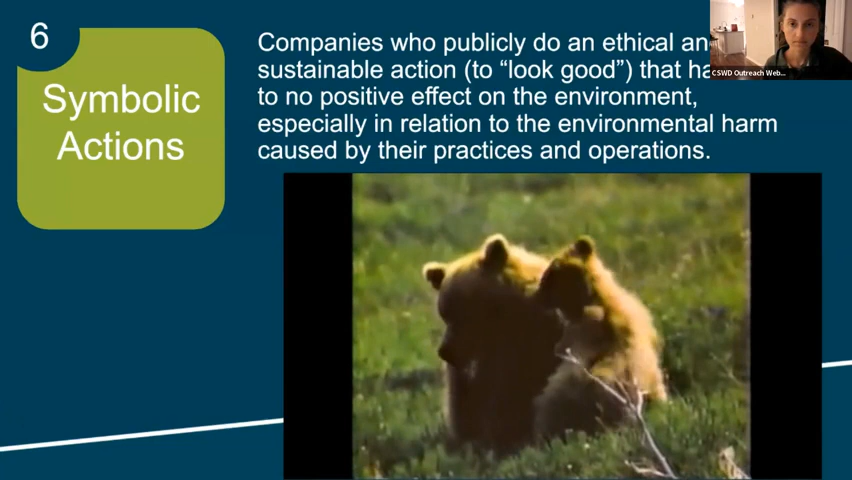 6
Symbolic
Actions
Companies who publicly do an ethical an
sustainable action (to “look good”) that ha
to no positive effect on the environment,
especially in relation to the environmental harm
caused by their practices and operations.
CSWD Outreach Web...